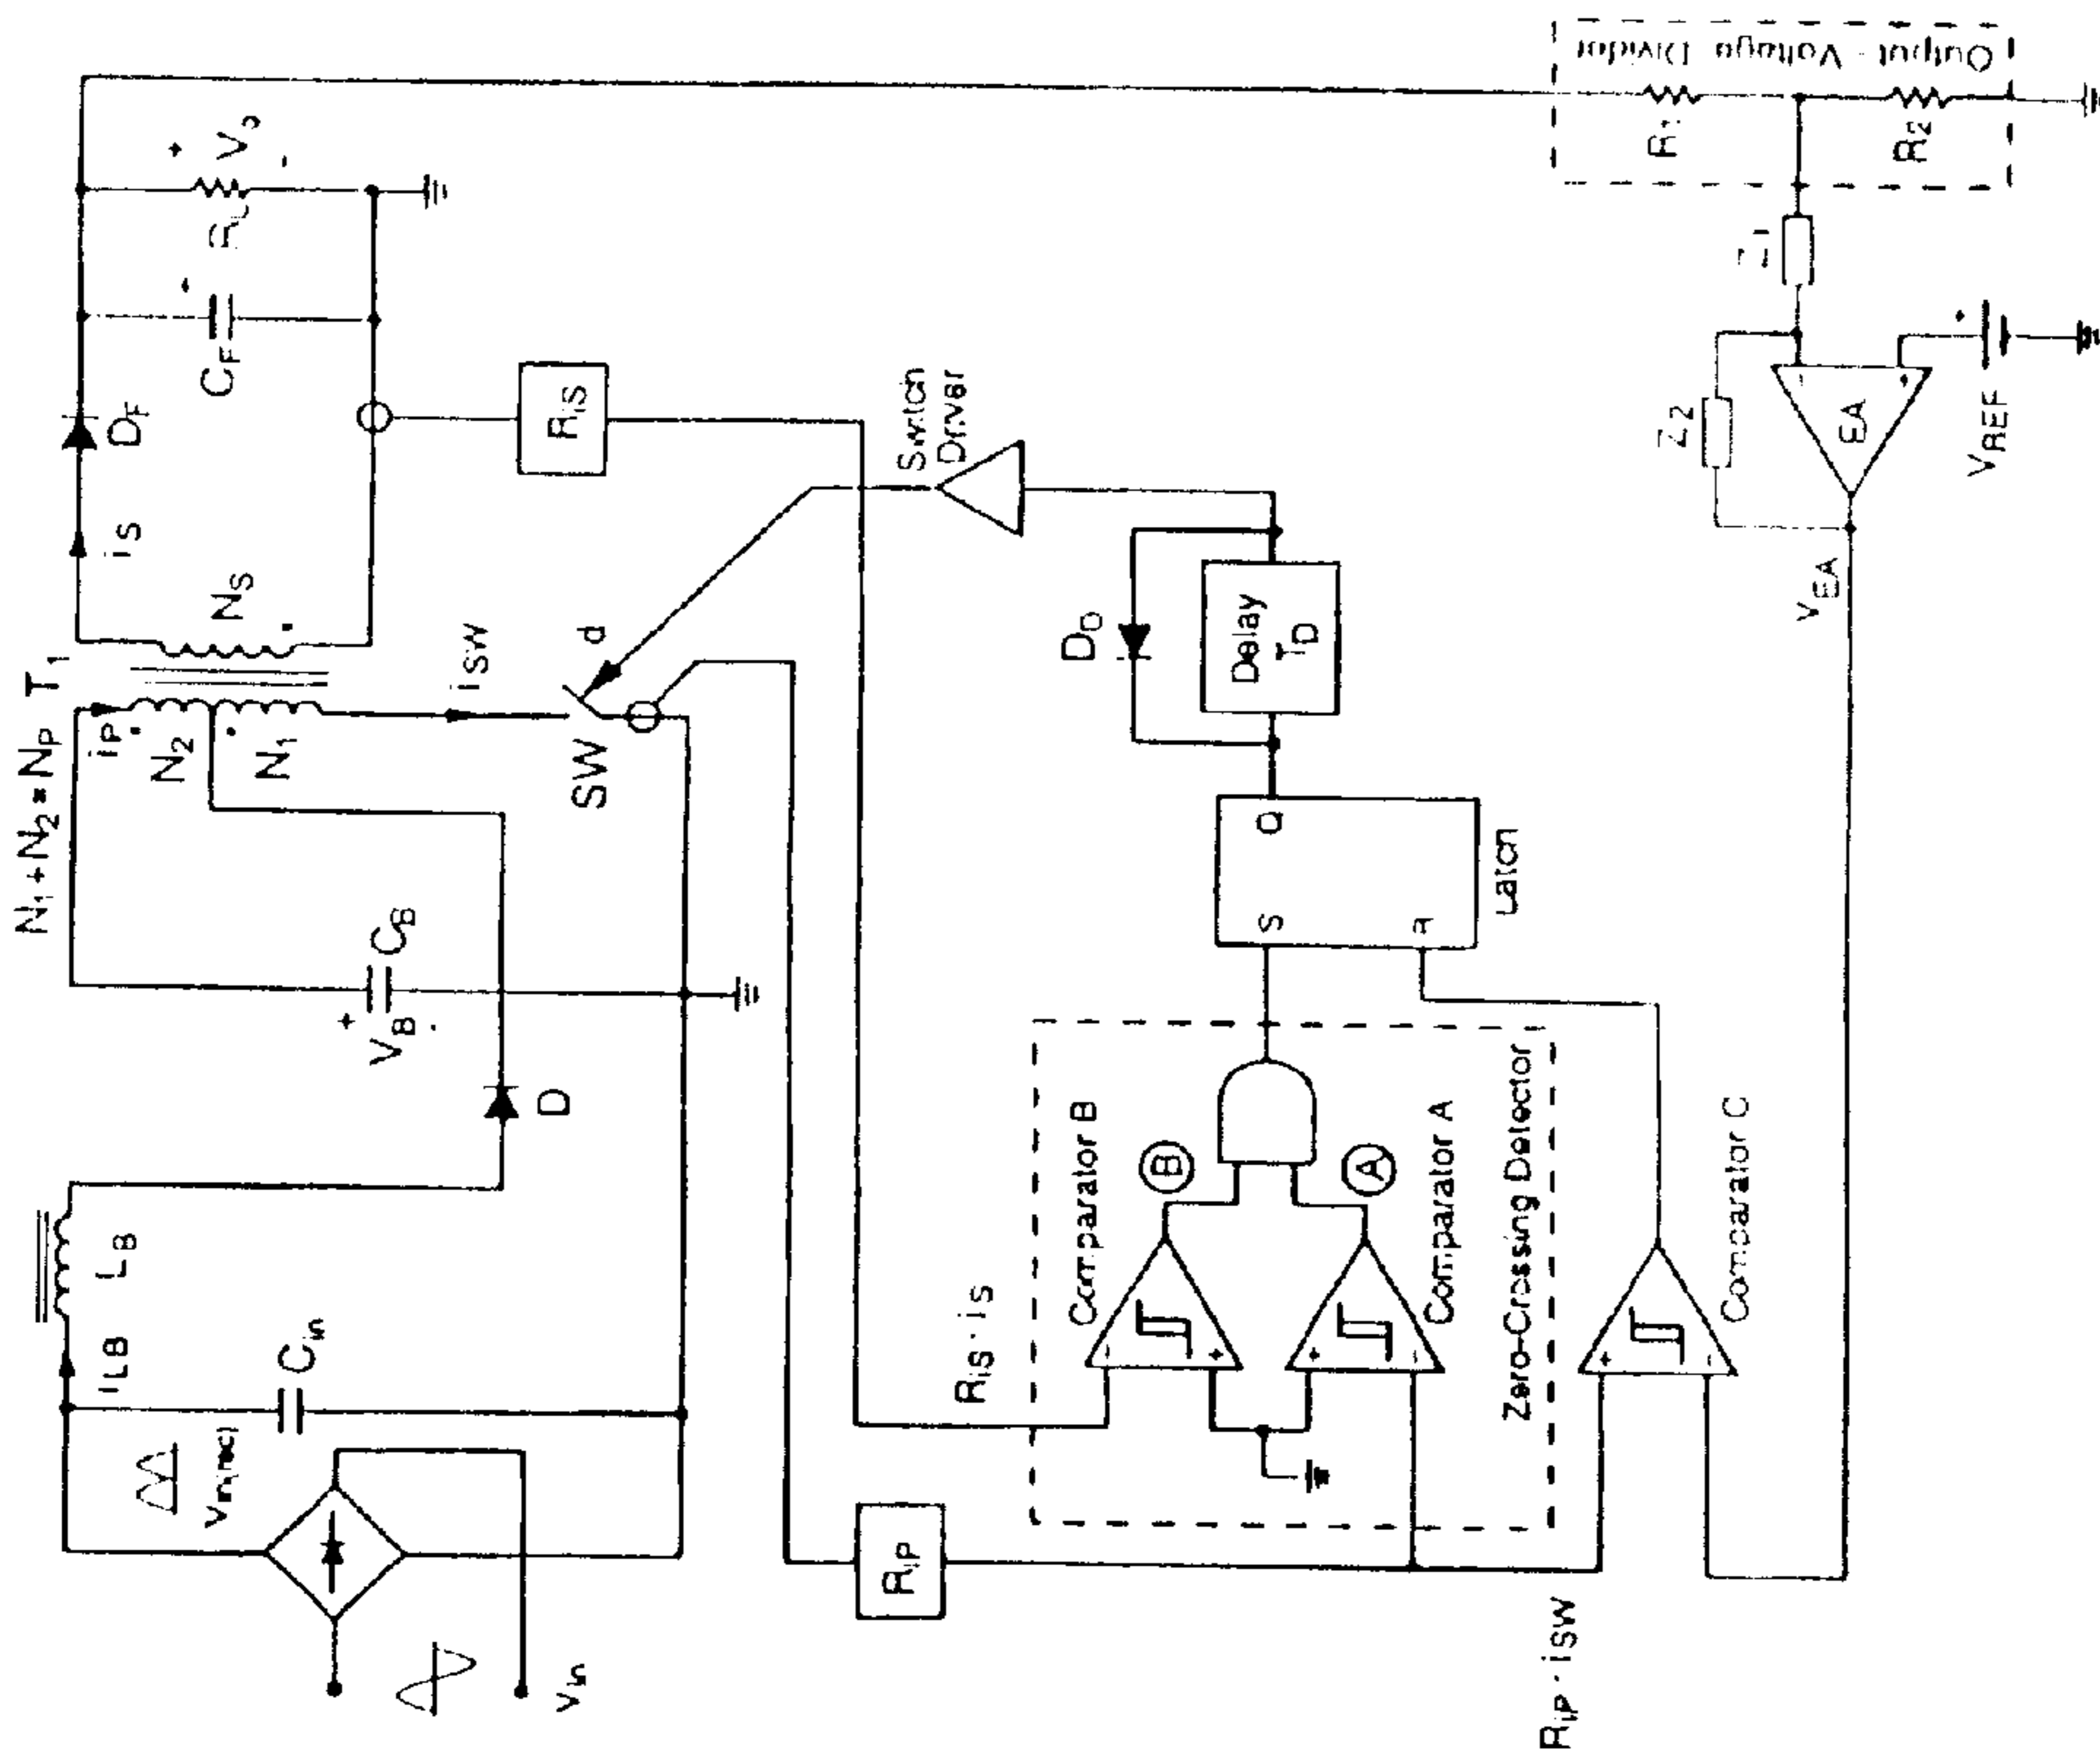 N1+N2=NP
T1
iP
N2
N1
NS
iS
DF
CF
+
RL
+
Vo
-
LB
iLB
Cin
Vin(rec)
Vin
D
+
VB
CB
iSW
SW
d
RiS
Switch
Driver
DD
Delay
TD
Q
S
R
Latch
RiP
RiS·iS
Comparator B
B
A
Comparator A
Zero-Crossing Detector
-
+
+
-
+
-
Comparator C
RiP·iSW
VEA
EA
-
+
Z2
Z1
VREF
+
R1
R2
Output-Voltage Divider